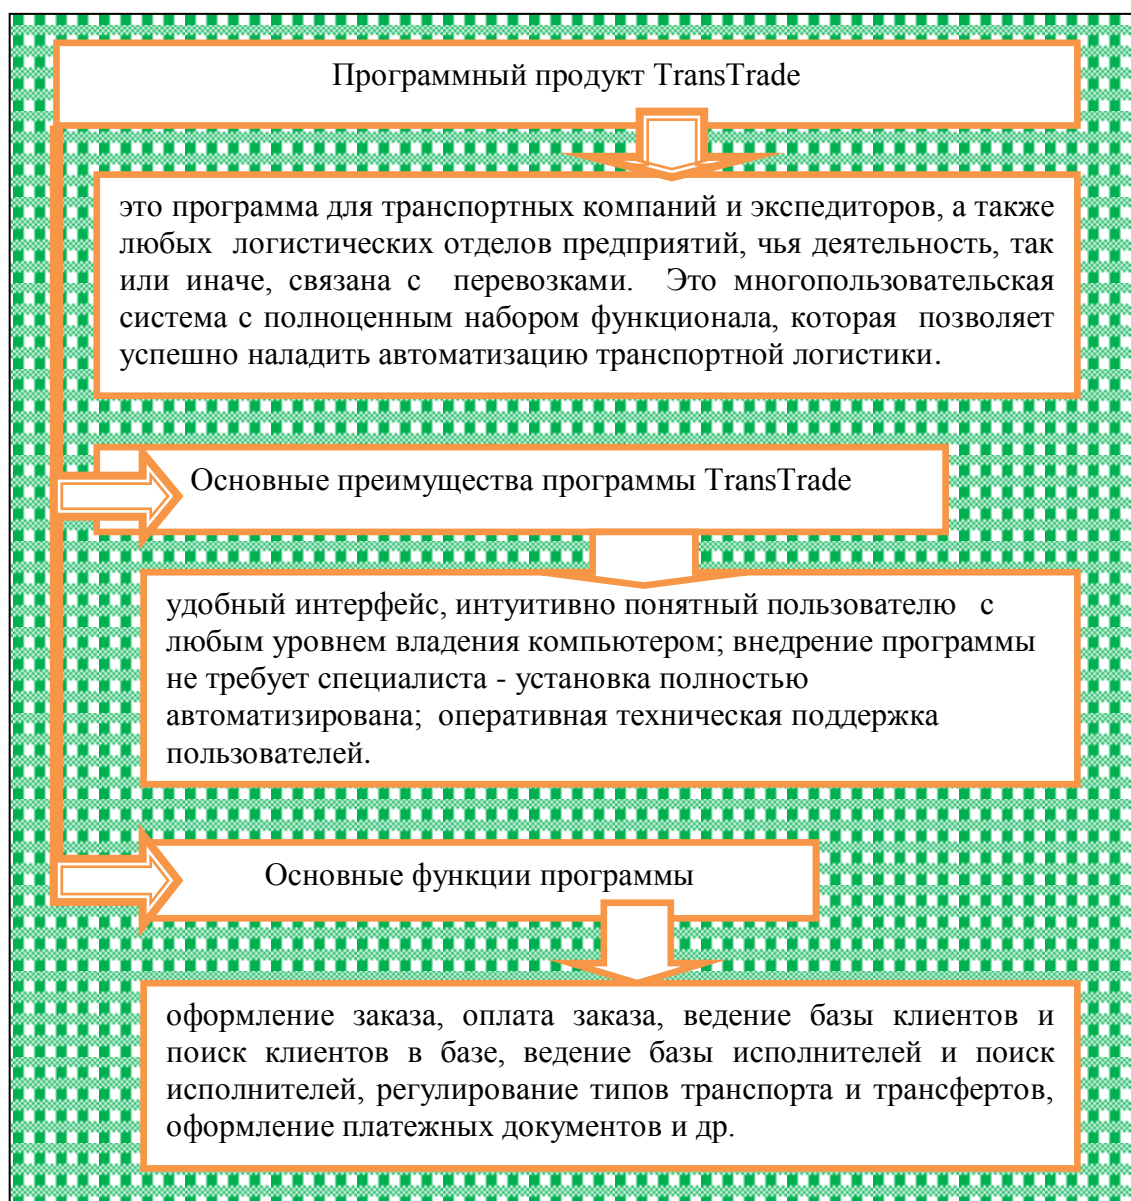 Программный продукт TransTrade
это программа для транспортных компаний и экспедиторов, а также
любых логистических отделов предприятий, чья деятельность, так
или иначе, связана с перевозками. Это многопользовательская
система с полноценным набором функционала, которая позволяет
успешно наладить автоматизацию транспортной логистики.
Основные преимущества программы TransTrade
удобный интерфейс, интуитивно понятный пользователю с
любым уровнем владения компьютером; внедрение программы
не требует специалиста - установка полностью
автоматизирована; оперативная техническая поддержка
пользователей.
Основные функции программы
оформление заказа, оплата заказа, ведение базы клиентов и
поиск клиентов в базе, ведение базы исполнителей и поиск
исполнителей, регулирование типов транспорта и трансфертов,
оформление платежных документов и др.